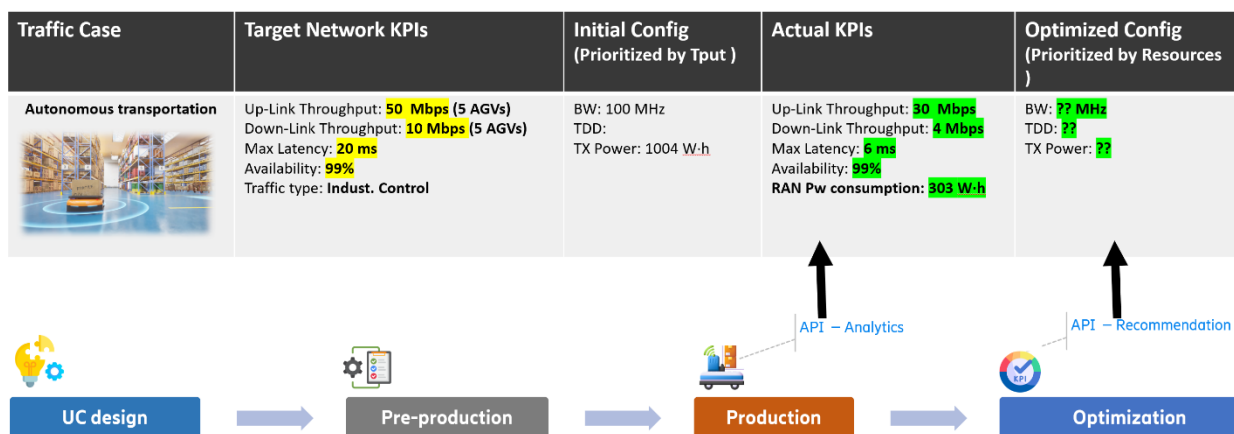 Traffic Case
Target Network KPIs
Initial Config
(Prioritized by Tput )
Actual KPIs
Optimized Config
(Prioritized by Resources
)
Autonomous transportation
Up-Link Throughput: 50 Mbps (5 AGVs)
Down-Link Throughput: 10 Mbps (5 AGVs)
Max Latency: 20 ms
Availability: 99%
Traffic type: Indust. Control
BW: 100 MHz
TDD:
TX Power: 1004 W·h
Up-Link Throughput: 30 Mbps
Down-Link Throughput: 4 Mbps
Max Latency: 6 ms
Availability: 99%
RAN Pw consumption: 303 W·h
BW: ?? MHz
TDD: ??
TX Power: ??
API – Analytics
API – Recommendation
KPI
UC design
Pre-production
Production
Optimization